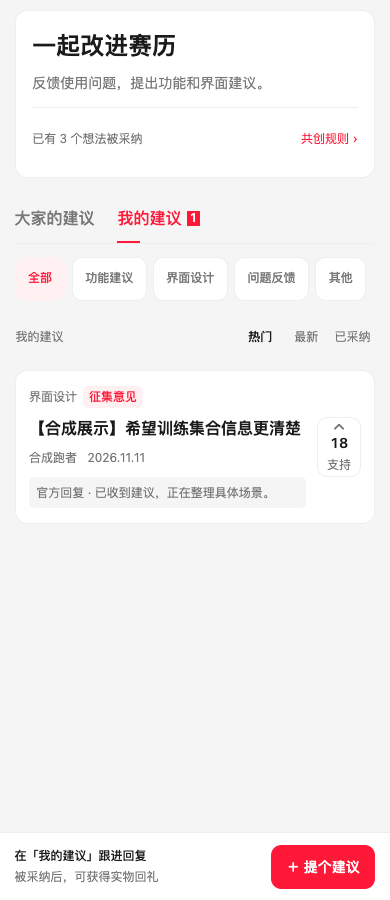 一起改进赛历
反馈使用问题，提出功能和界面建议。
已有 3 个想法被采纳
共创规则 ›
大家的建议 我的建议 1
全部 功能建议 界面设计 问题反馈 其他
我的建议 热门 最新 已采纳
界面设计 征集意见
【合成展示】希望训练集合信息更清楚
合成跑者 2026.11.11
官方回复 · 已收到建议，正在整理具体场景。
18
支持
在「我的建议」跟进回复
被采纳后，可获得实物回礼
＋ 提个建议